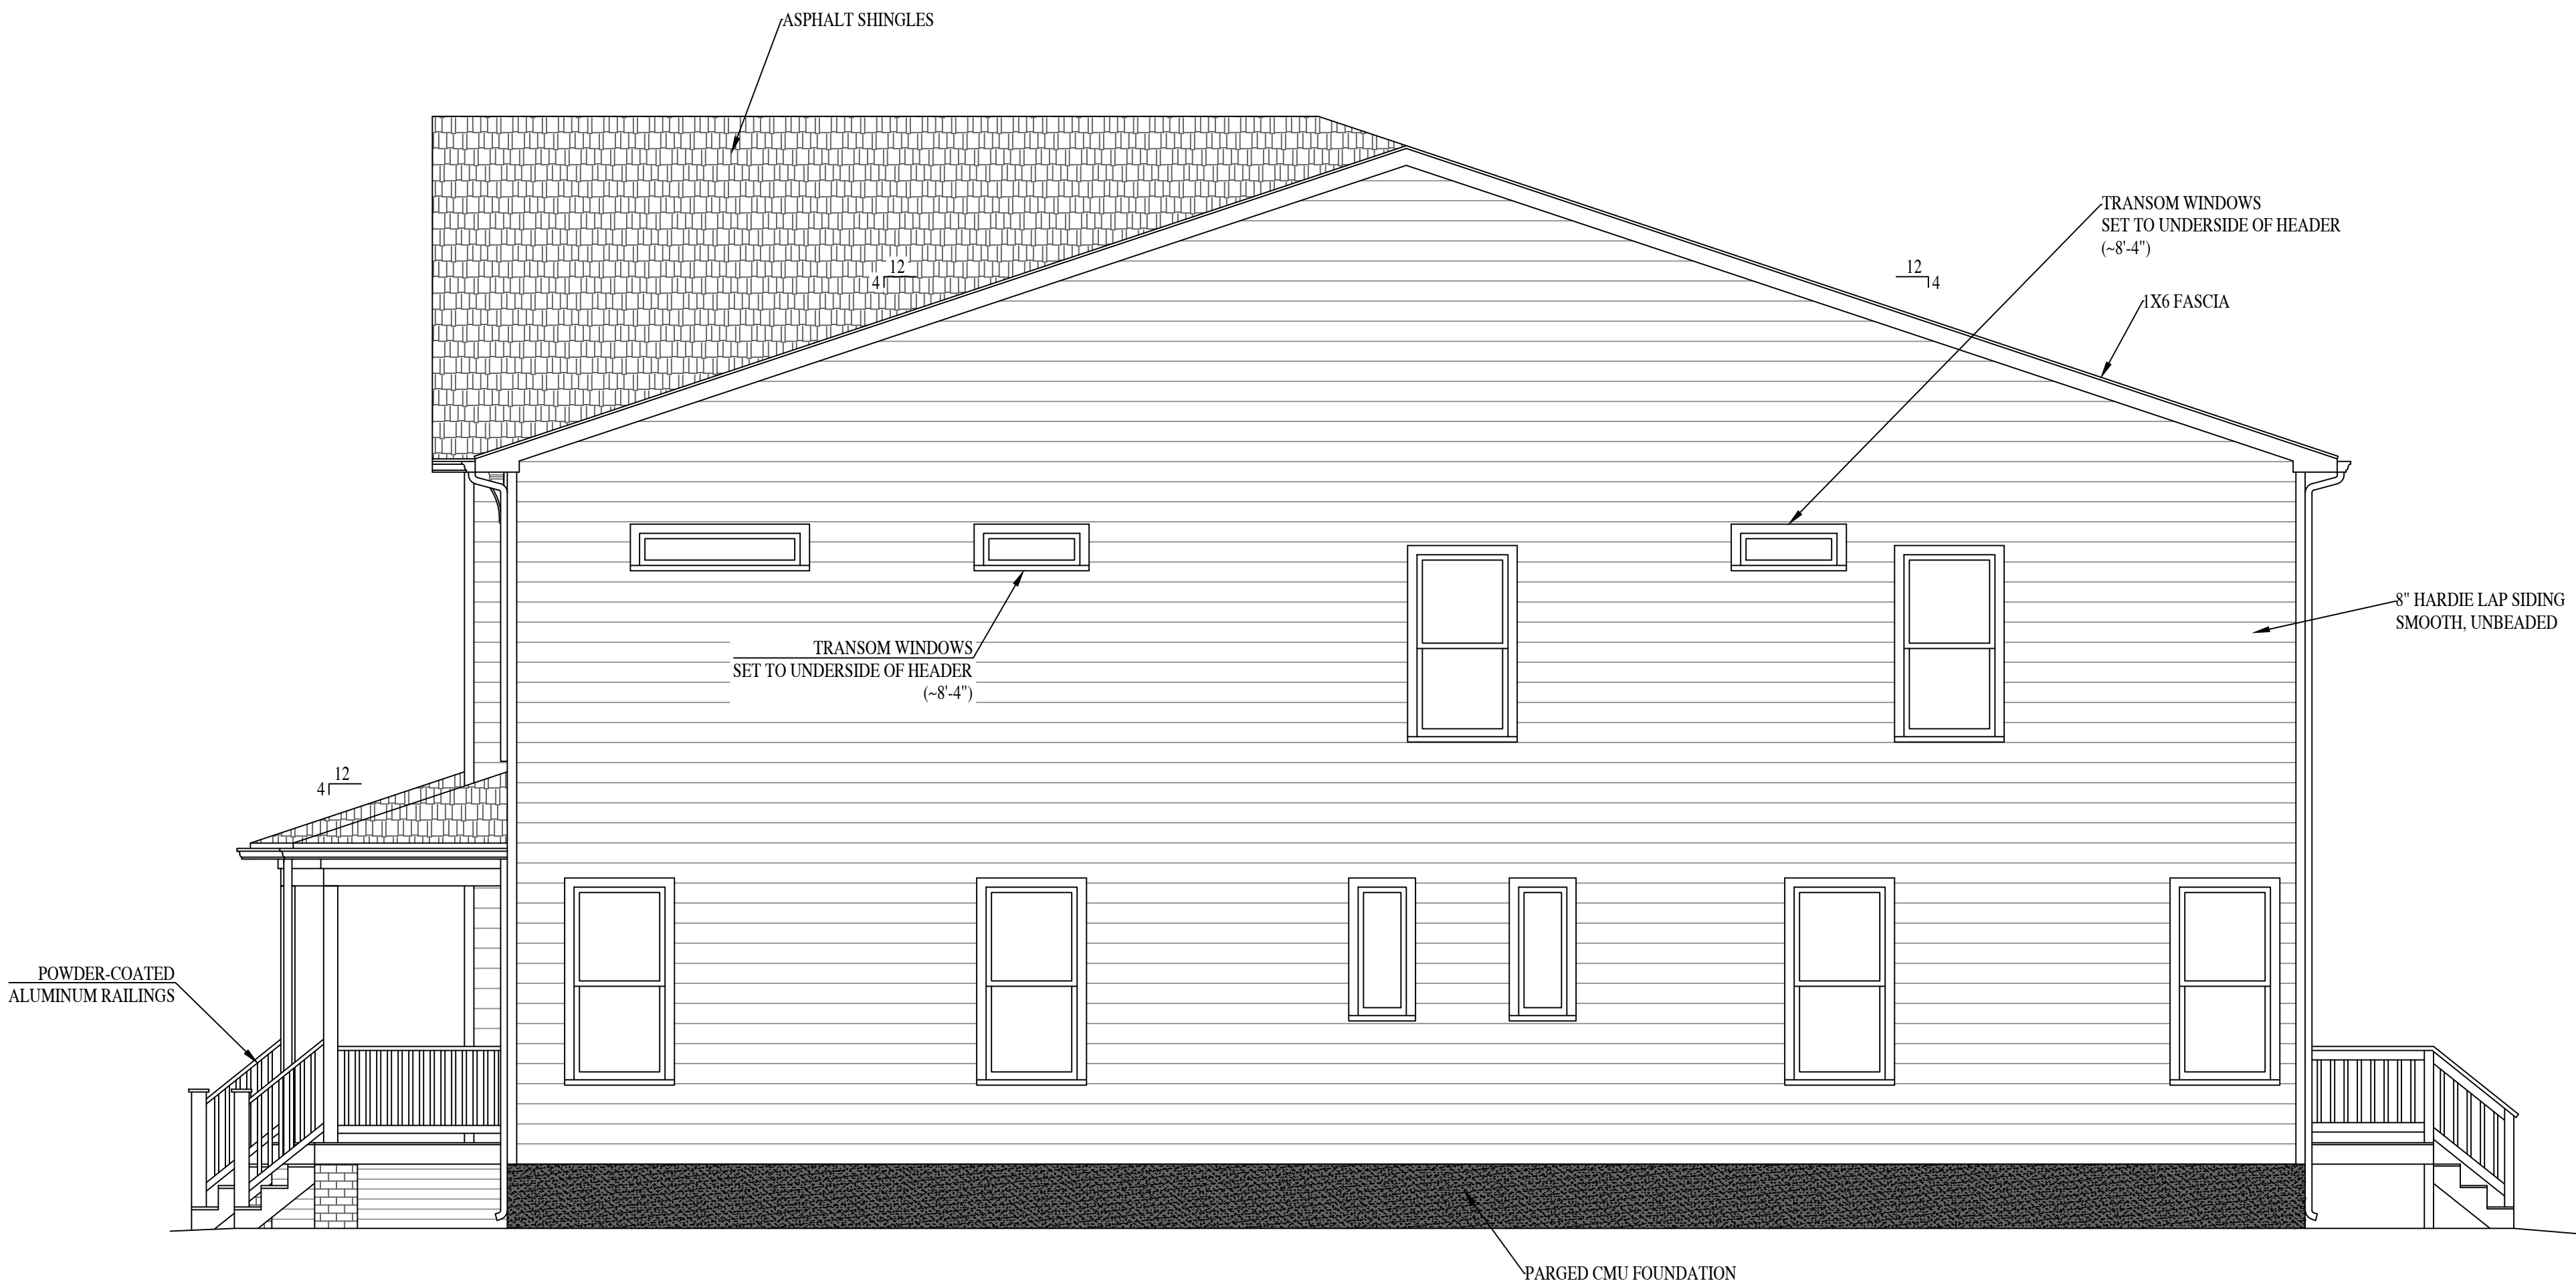 ASPHALT SHINGLES
TRANSOM WINDOWS
SET TO UNDERSIDE OF HEADER
(~8'-4")
12
4
12
4
1X6 FASCIA
8" HARDIE LAP SIDING
SMOOTH, UNBEADED
TRANSOM WINDOWS
SET TO UNDERSIDE OF HEADER
(~8'-4")
12
4
POWDER-COATED
ALUMINUM RAILINGS
PARGED CMU FOUNDATION